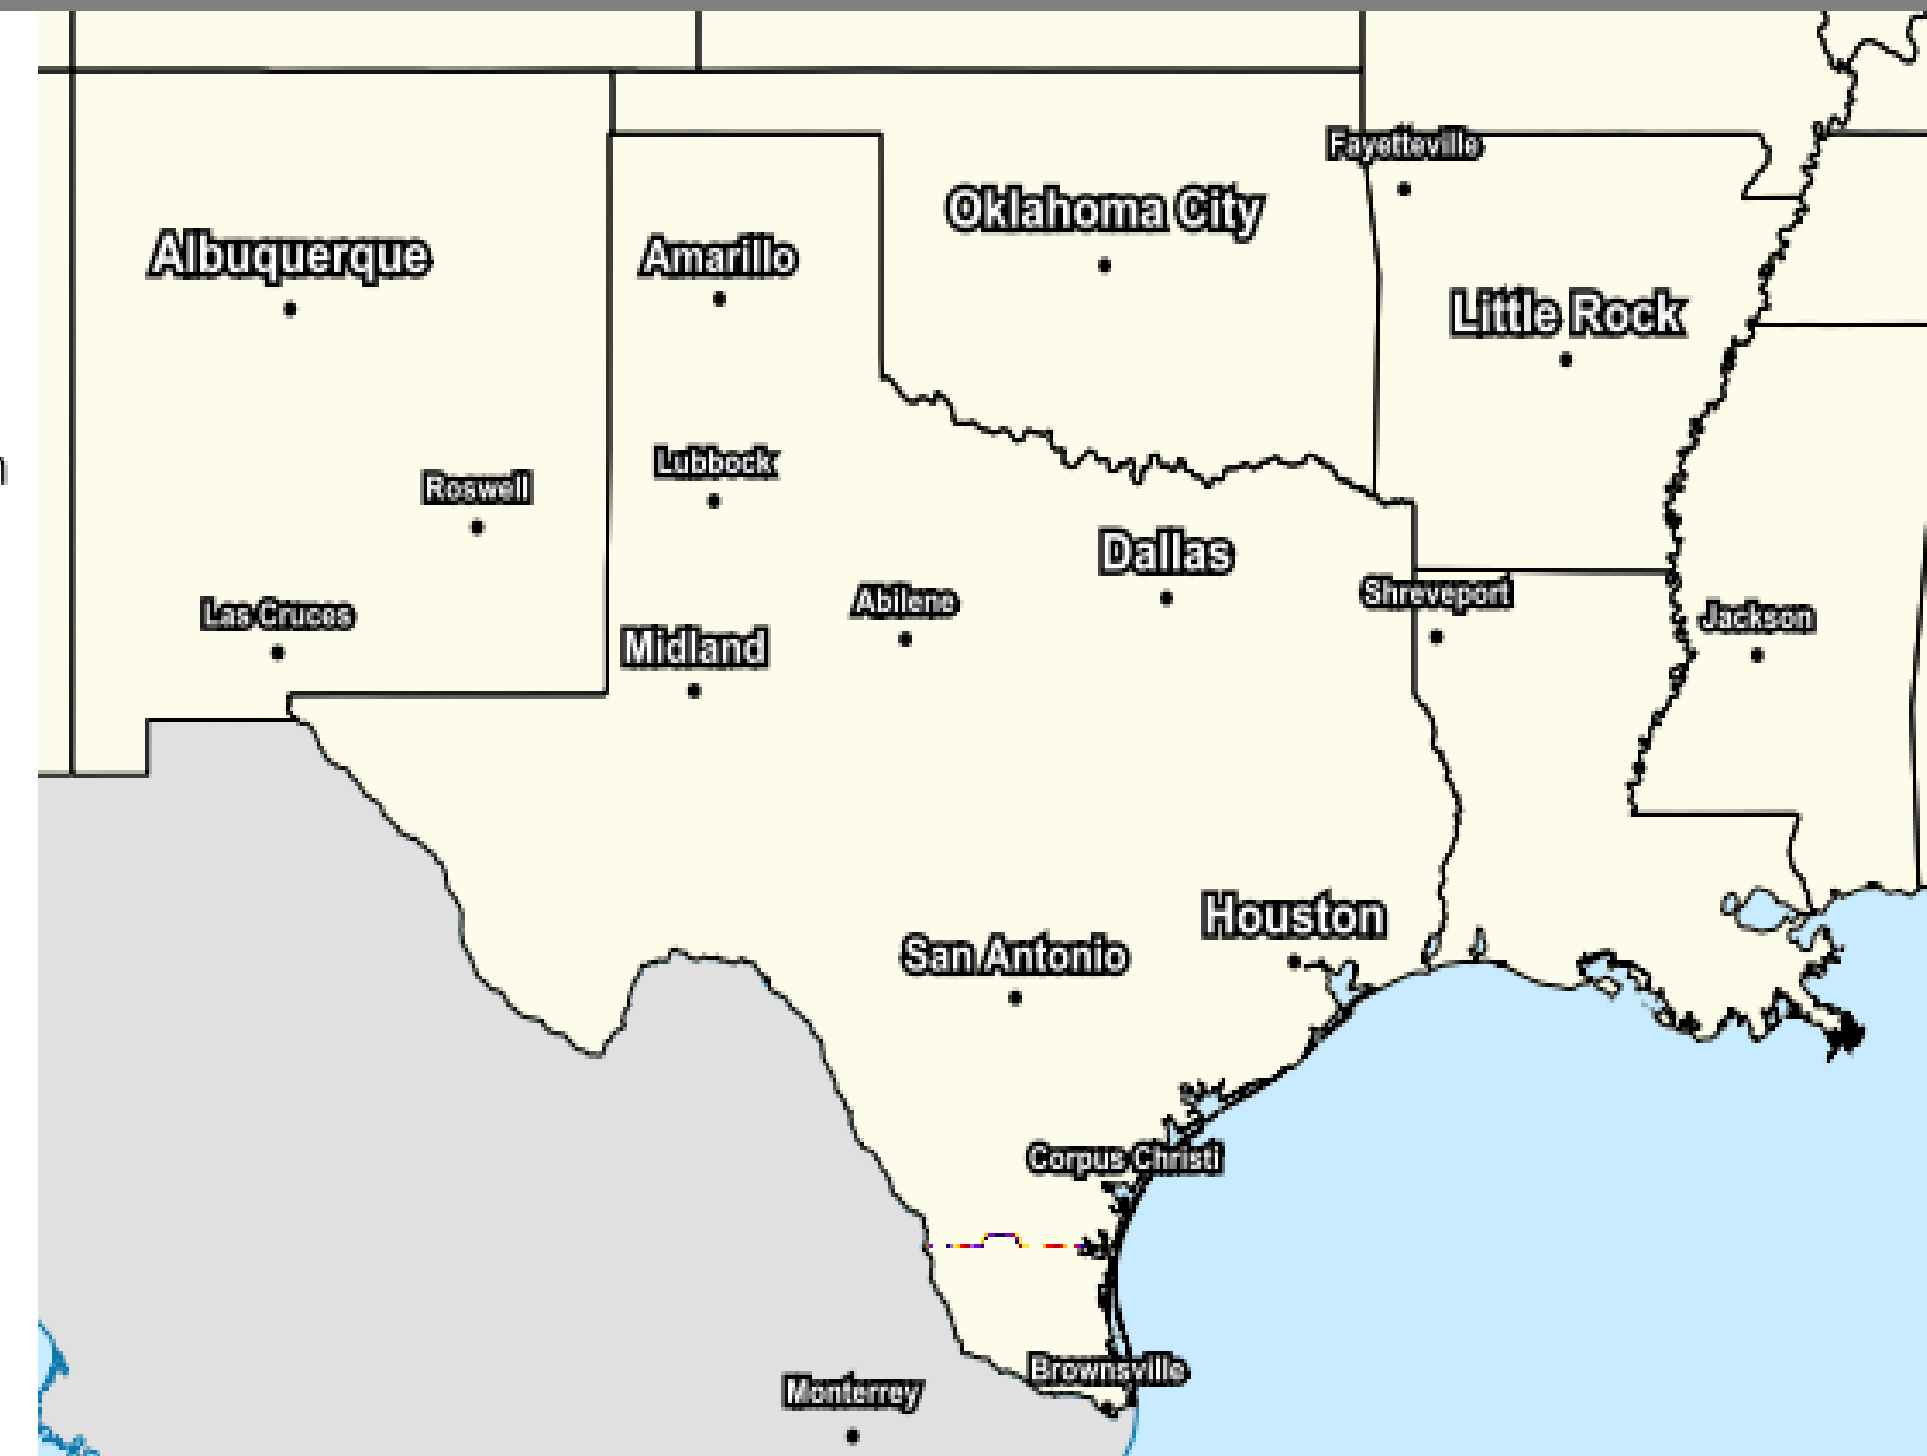 Fayetteville
Oklahoma City
Albuquerque
Amarillo
Little Rock
Lubbock
Roswell
Dallas
Shreveport
Abilene
Las Cruces
Jackson
Midland
Houston
San Antonio
Corpus Christi
Brownsville
Monterrey